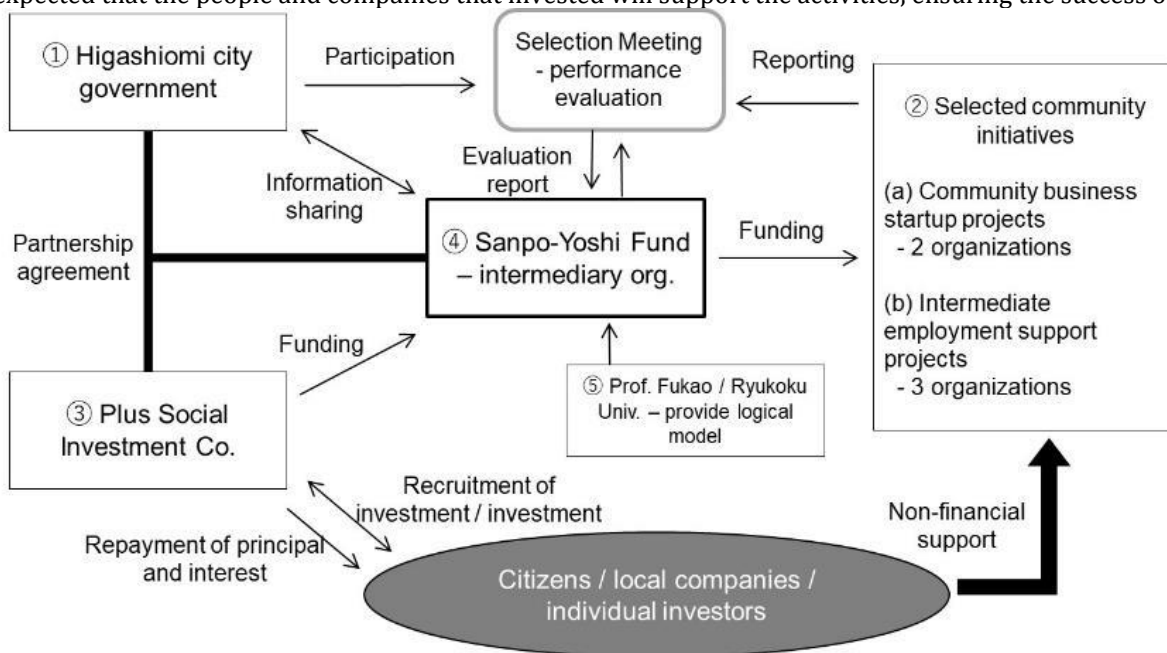 expected that the people and companies that invested will support the activities, ensuring the success o
① Higashiomi city
government
Participation
Selection Meeting
- performance
evaluation
Reporting
② Selected community
initiatives
(a) Community business
startup projects
- 2 organizations
(b) Intermediate
employment support
projects
- 3 organizations
Information
sharing
Evaluation
report
Partnership
agreement
④ Sanpo-Yoshi Fund
– intermediary org.
Funding
Funding
③ Plus Social
Investment Co.
⑤ Prof. Fukao / Ryukoku
Univ. – provide logical
model
Recruitment of
investment / investment
Repayment of principal
and interest
Non-financial
support
Citizens / local companies /
individual investors